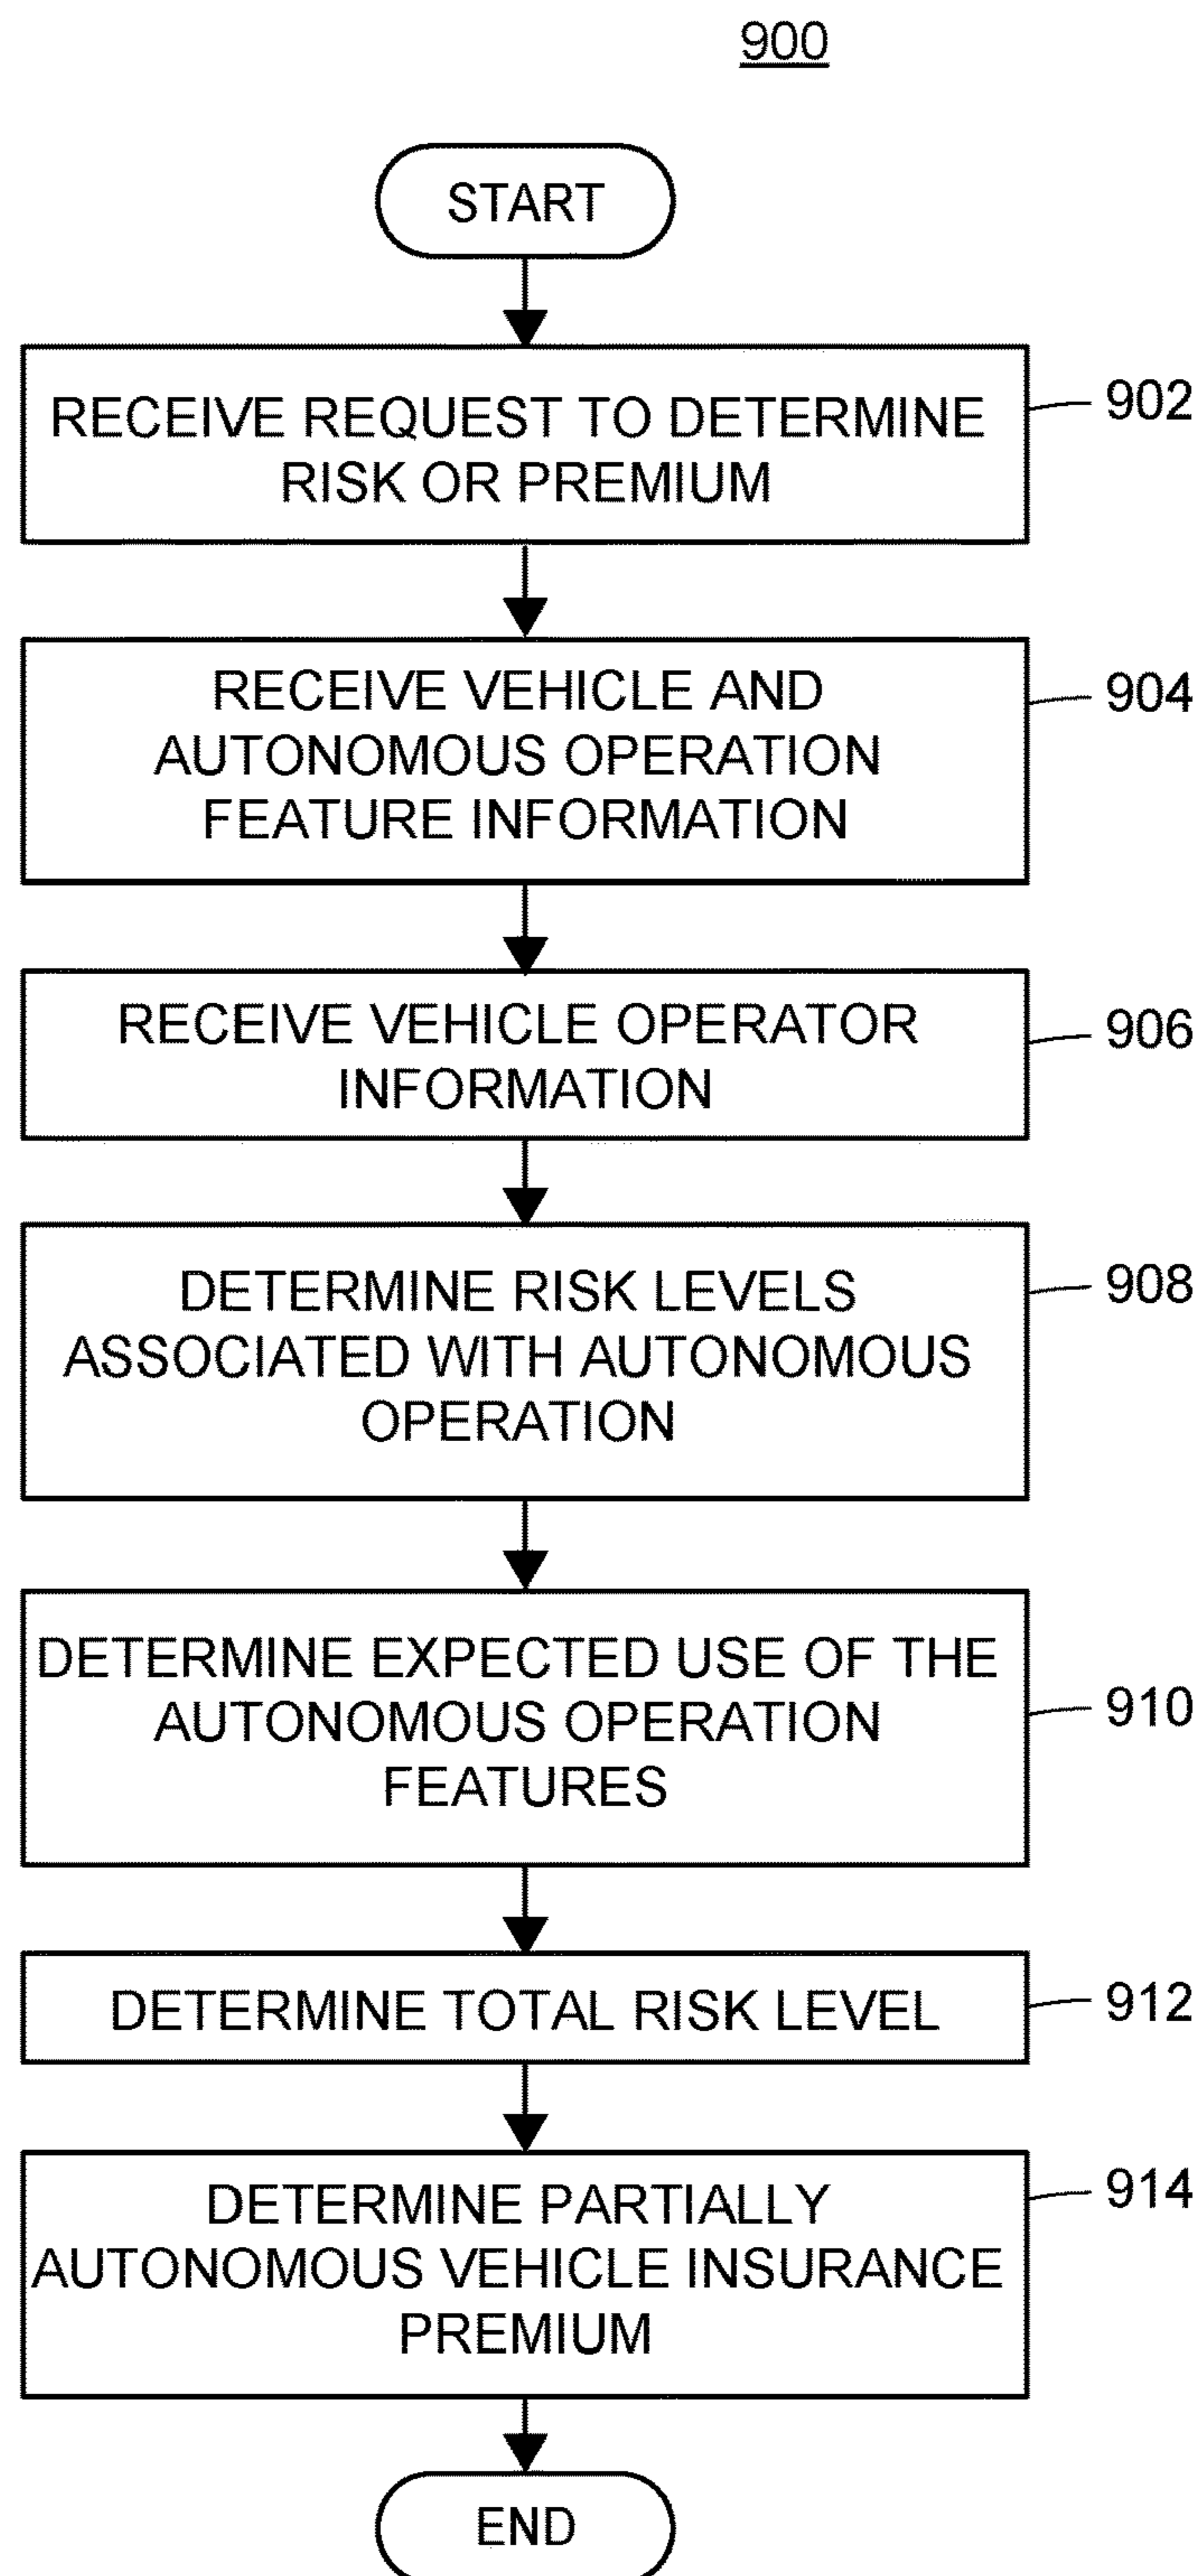 900
START
RECEIVE REQUEST TO DETERMINE
RISK OR PREMIUM
902
RECEIVE VEHICLE AND
AUTONOMOUS OPERATION
FEATURE INFORMATION
904
RECEIVE VEHICLE OPERATOR
INFORMATION
906
DETERMINE RISK LEVELS
ASSOCIATED WITH AUTONOMOUS
OPERATION
908
DETERMINE EXPECTED USE OF THE
AUTONOMOUS OPERATION
FEATURES
910
DETERMINE TOTAL RISK LEVEL
912
DETERMINE PARTIALLY
AUTONOMOUS VEHICLE INSURANCE
PREMIUM
914
END